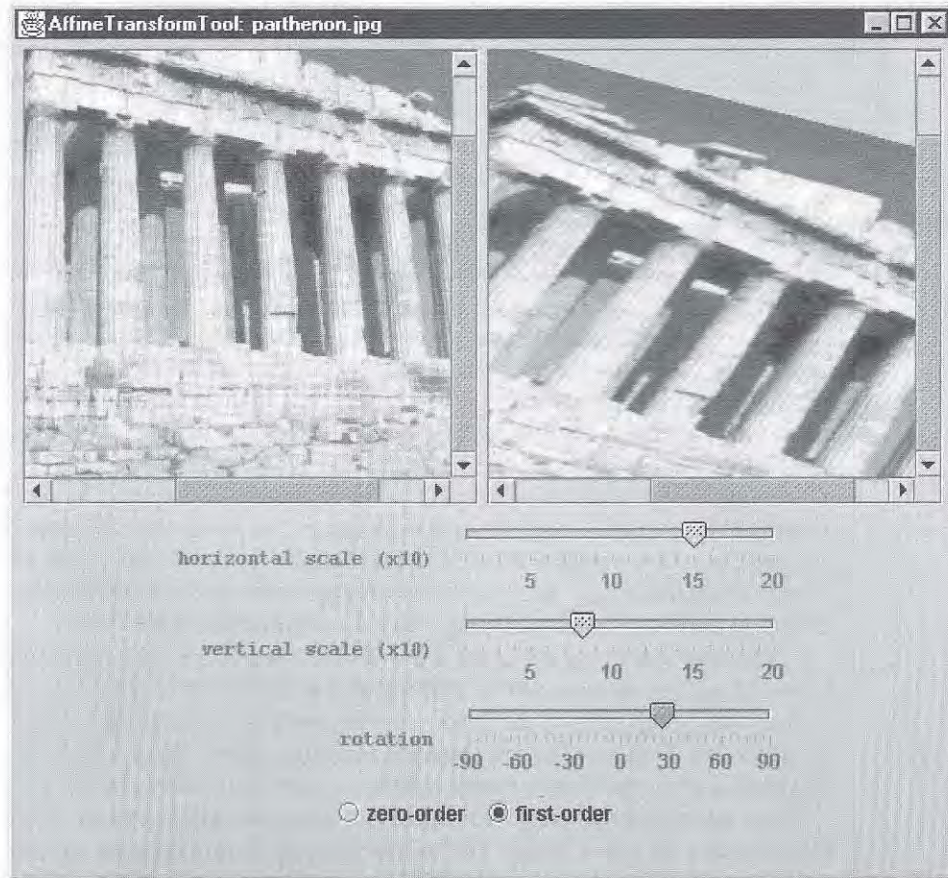 AffineTransformTool: parthenon.jpg
horizontal scale (x10)
5 10 15 20
vertical scale (x10)
5 10 15 20
rotation
-90 -60 -30 0 30 60 90
zero-order first-order